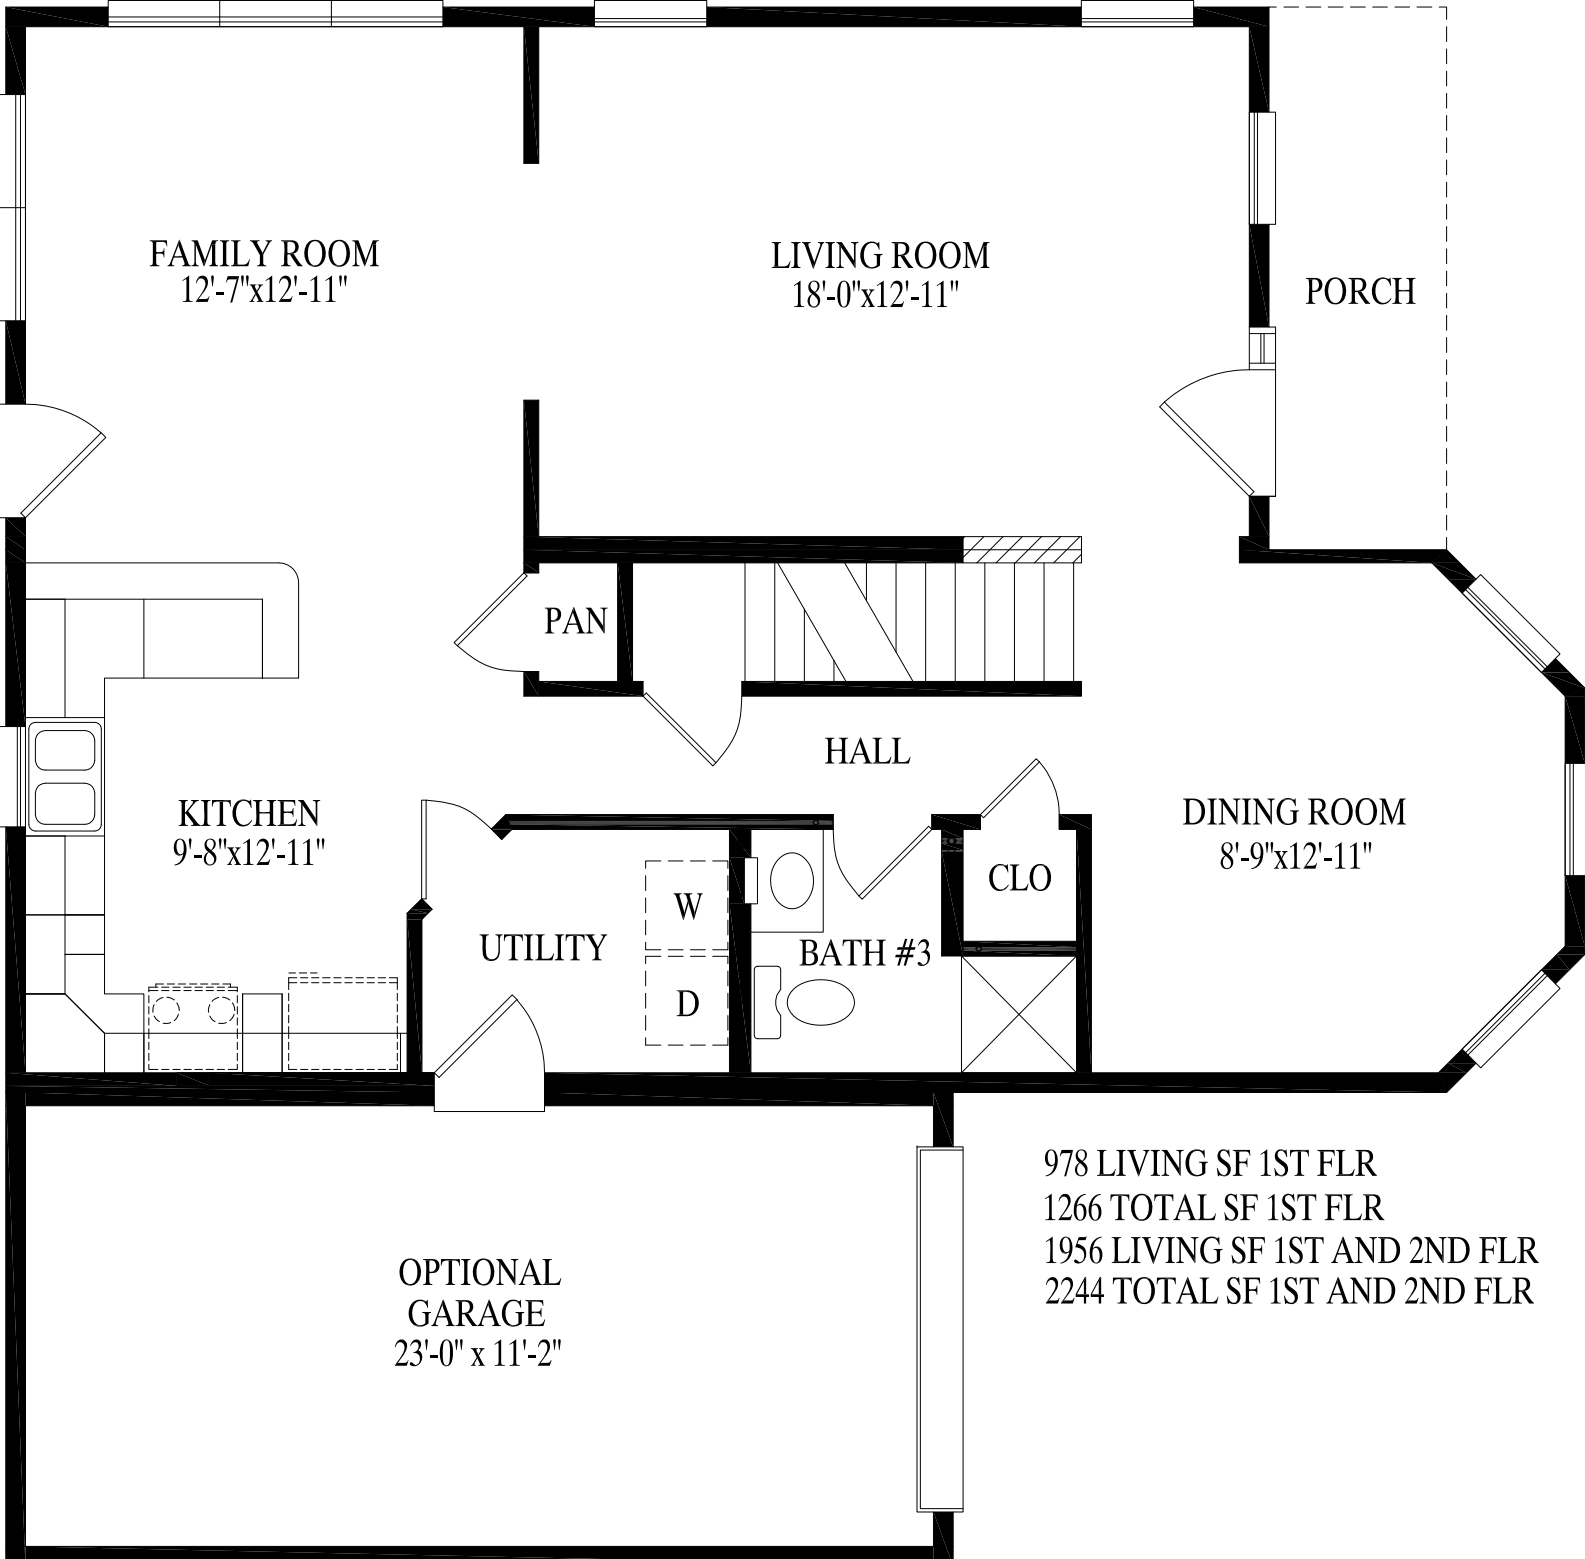 FAMILY ROOM
12'-7"x12'-11"
LIVING ROOM
18'-0"x12'-11"
PORCH
PAN
HALL
KITCHEN
9'-8"x12'-11"
DINING ROOM
8'-9"x12'-11"
CLO
W
UTILITY
BATH #3
D
978 LIVING SF 1ST FLR
1266 TOTAL SF 1ST FLR
1956 LIVING SF 1ST AND 2ND FLR
2244 TOTAL SF 1ST AND 2ND FLR
OPTIONAL
GARAGE
23'-0" x 11'-2"